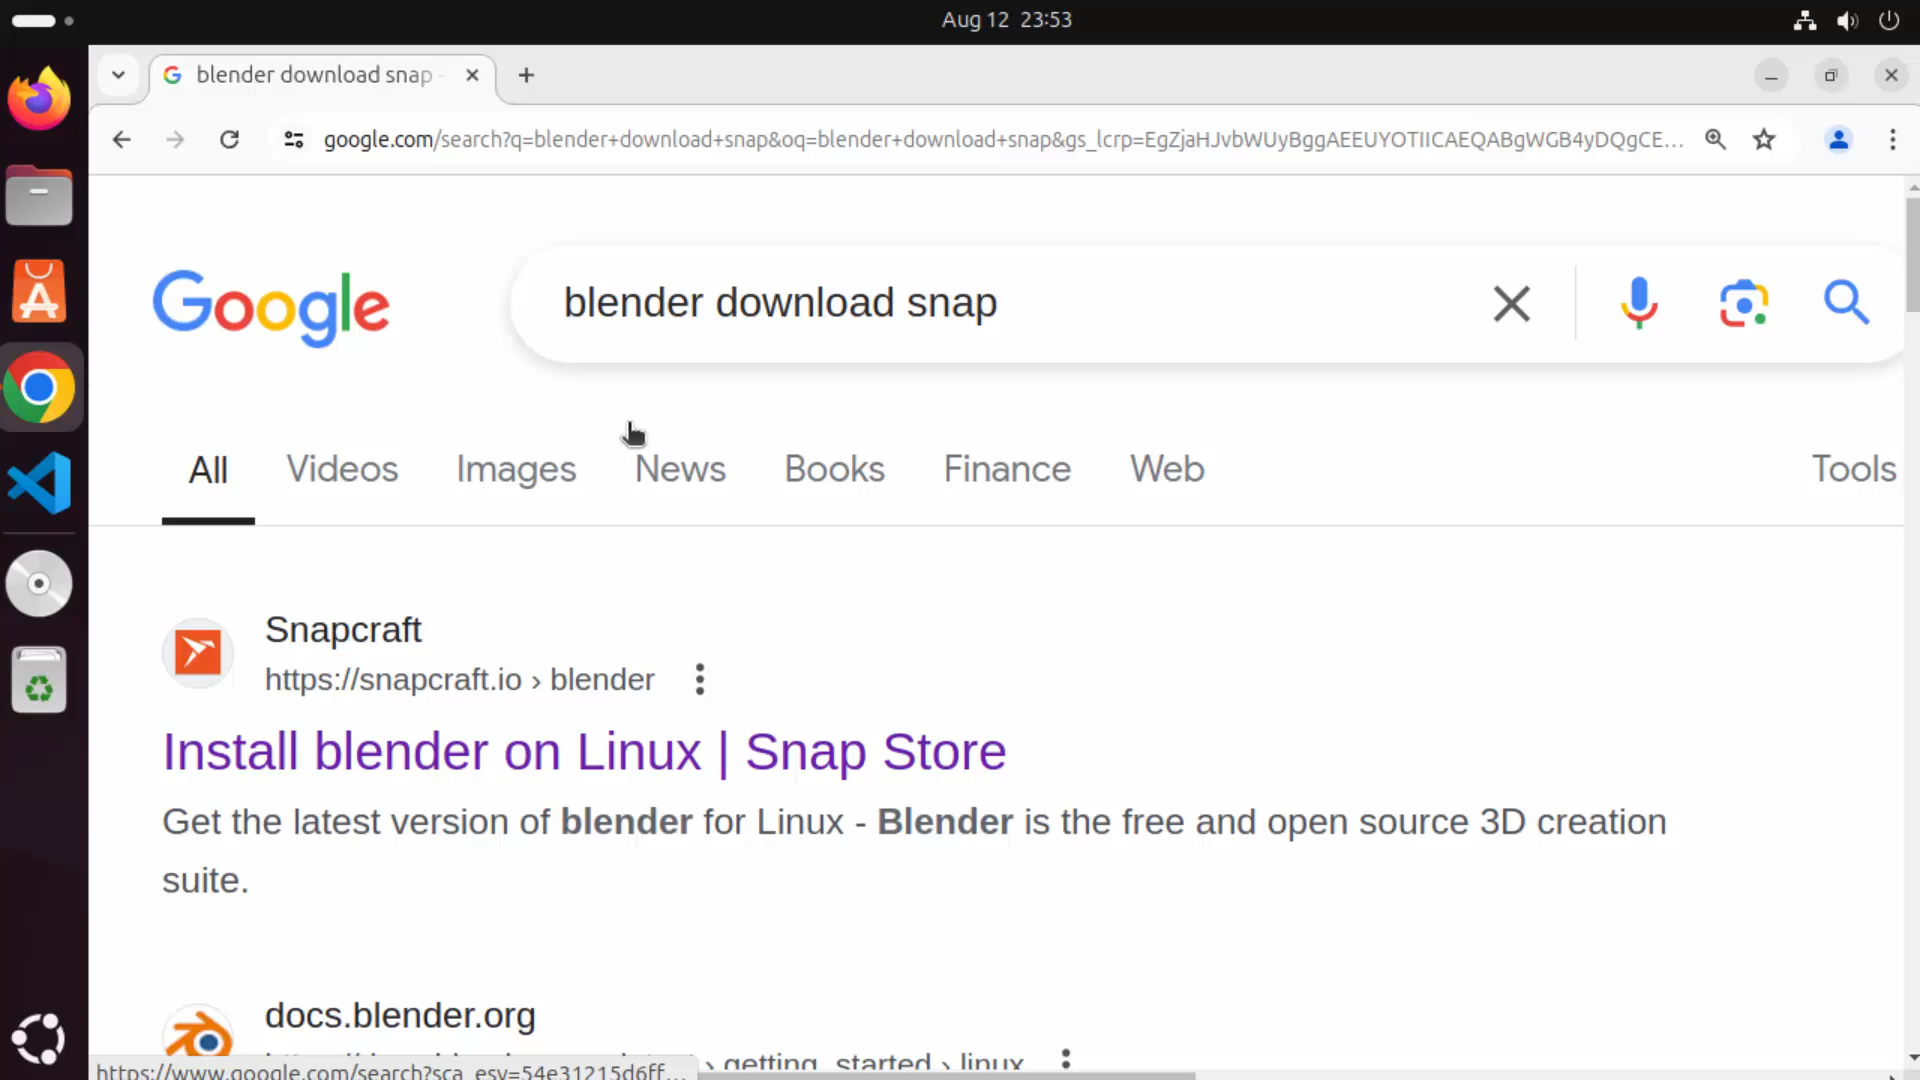 Aug 12 23:53
blender download snap -
google.com/search?q=blender+download+snap&oq=blender+download+snap&gs_lcrp=EgZjaHJvbWUyBggAEEUYOTIICAEQABgWGB4yDQgCE...
Google
blender download snap
All Videos Images News Books Finance Web Tools
Snapcraft
https://snapcraft.io › blender
Install blender on Linux | Snap Store
Get the latest version of blender for Linux - Blender is the free and open source 3D creation
suite.
docs.blender.org
› getting_started › linux
https://www.google.com/search?sca_esv=54e31215d6ff...